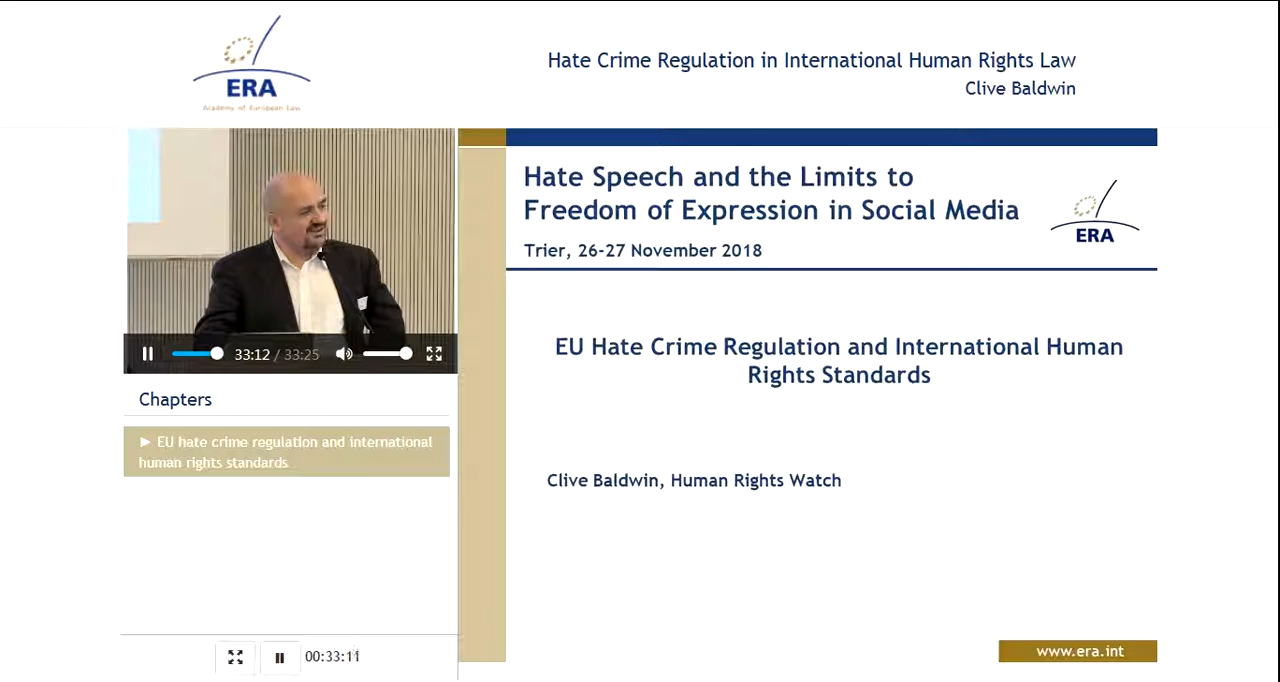 ERA
Academy of European Law
Hate Crime Regulation in International Human Rights Law
Clive Baldwin
33:12 / 33:25
Chapters
► EU hate crime regulation and international
human rights standards
00:33:11
Hate Speech and the Limits to
Freedom of Expression in Social Media
Trier, 26-27 November 2018
ERA
EU Hate Crime Regulation and International Human
Rights Standards
Clive Baldwin, Human Rights Watch
www.era.int